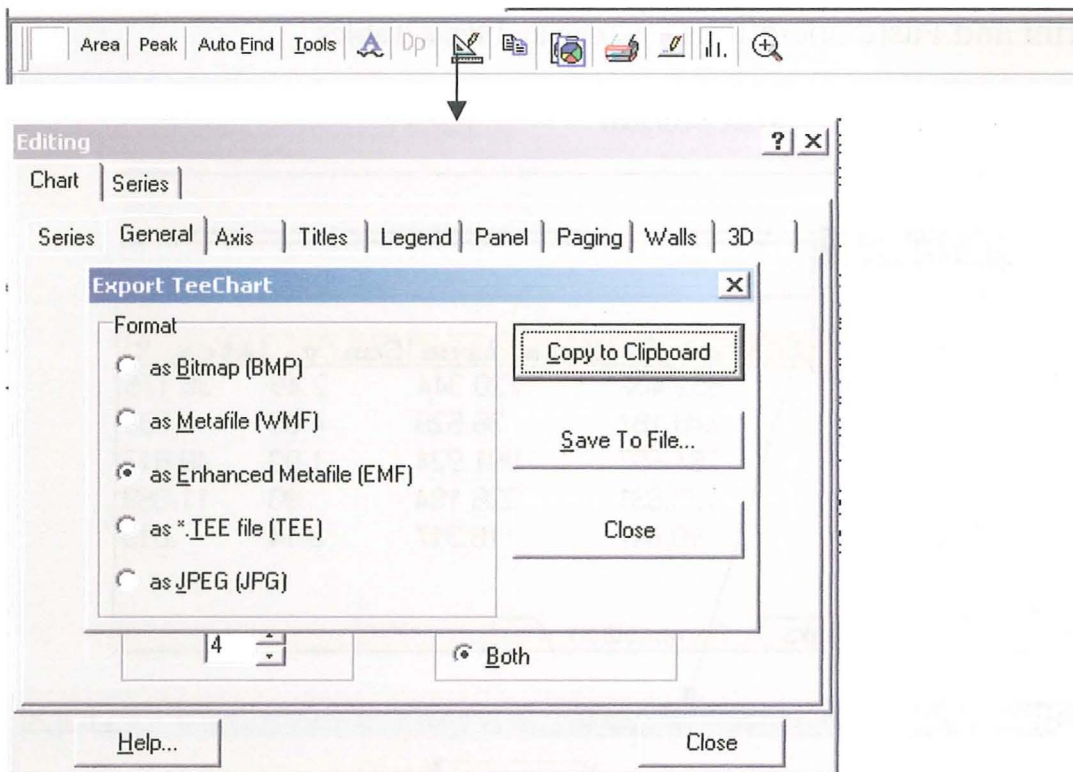 Area Peak Auto Find Tools A Dp
Editing
Chart Series
Series General Axis Titles Legend Panel Paging Walls 3D
Export TeeChart
Format
as Bitmap (BMP)
as Metafile (WMF)
as Enhanced Metafile (EMF)
as *.TEE file (TEE)
as JPEG (JPG)
Copy to Clipboard
Save To File...
Close
4
Both
Help...
Close